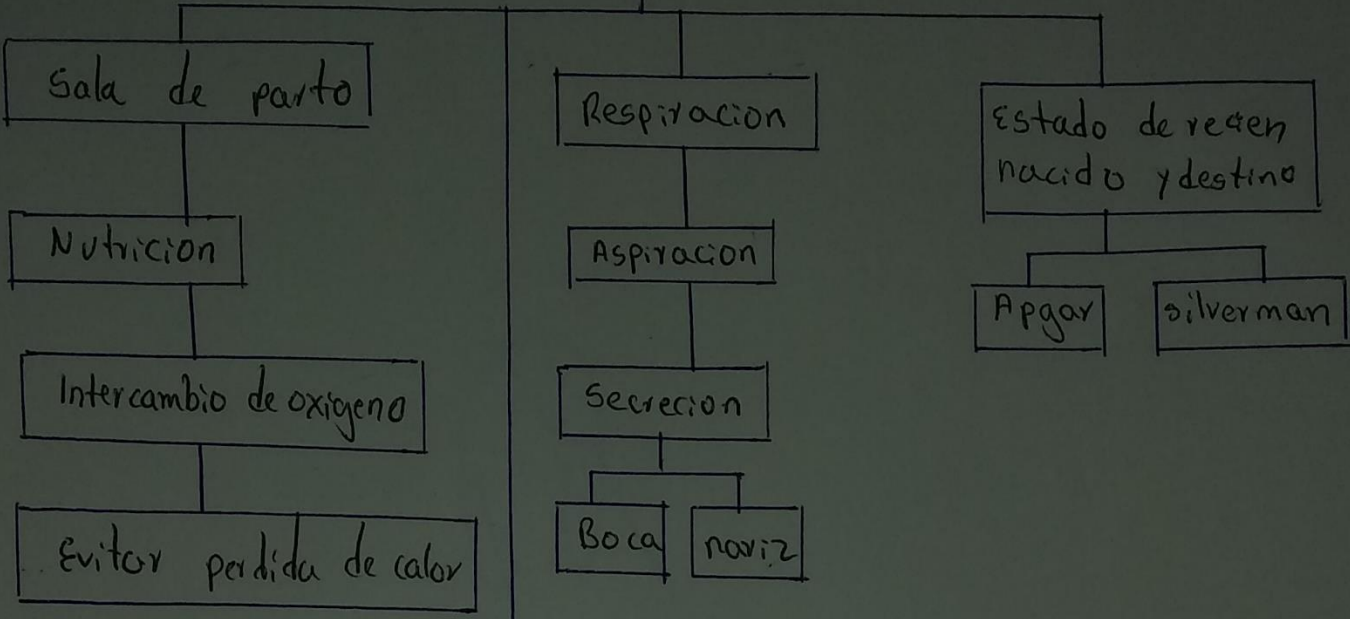 Sala de parto
Nutricion
Intercambio de oxigeno
Evitar perdida de calor
Respiracion
Aspiracion
Secrecion
Boca
nariz
Estado de recien
nacido y destino
Apgar
silverman